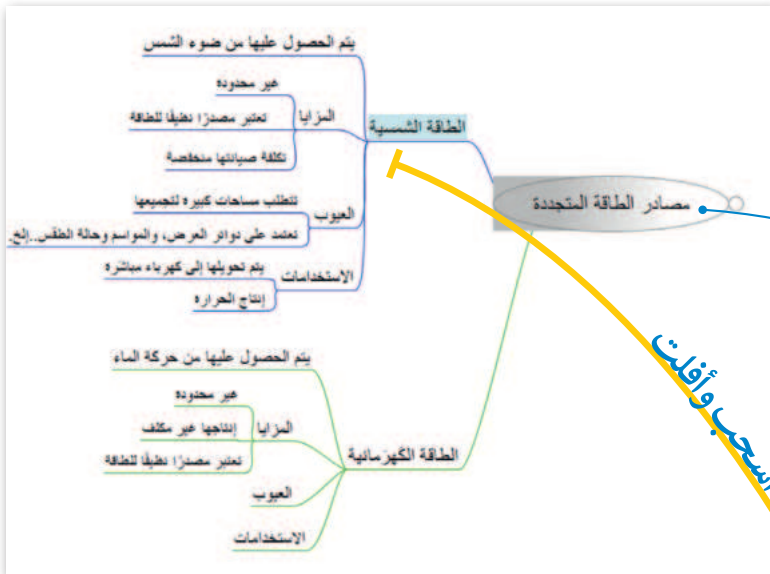 مصادر الطاقة المتجددة
الطاقة الشمسية
يتم الحصول عليها من ضوء الشمس
المزايا
غير محدودة
تعتبر مصدرًا نظيفًا للطاقة
تكلفة صيانتها منخفضة
العيوب
تتطلب مساحات كبيرة لتجميعها
تعتمد على دوائر العرض، والمواسم وحالة الطقس..إلخ.
الاستخدامات
يتم تحويلها إلى كهرباء مباشرة
إنتاج الحرارة
الطاقة الكَهرَمائية
يتم الحصول عليها من حركة الماء
المزايا
غير محدودة
إنتاجها غير مكلف
تعتبر مصدرًا نظيفًا للطاقة
العيوب
الاستخدامات
اسحب وأفلت